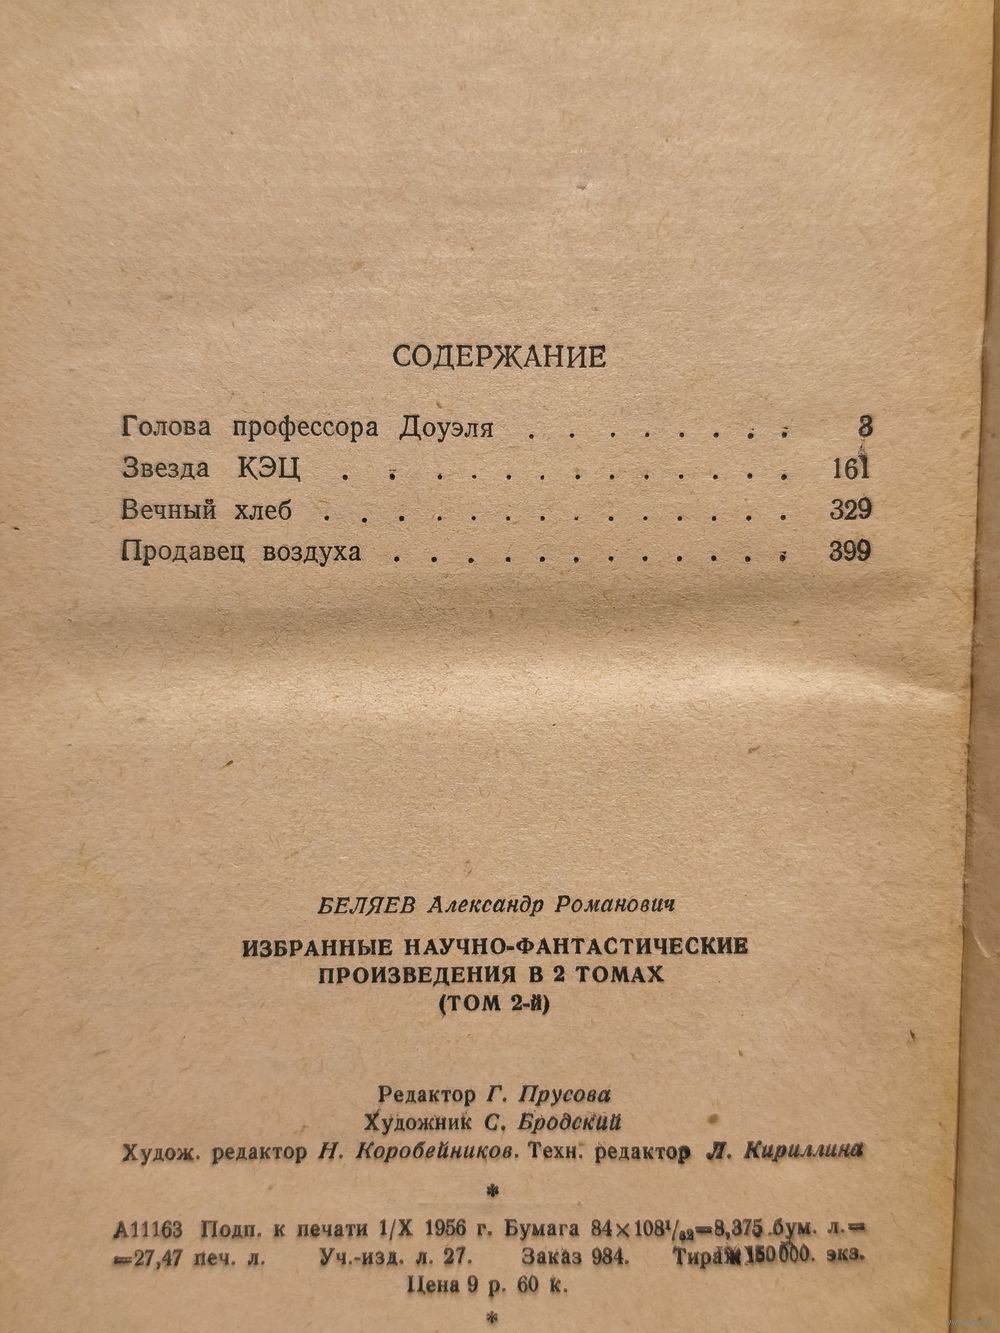 СОДЕРЖАНИЕ
Голова профессора Доуэля . . . . . . . . 3
Звезда КЭЦ . . . . . . . . . . . . 161
Вечный хлеб . . . . . . . . . . . . . . 329
Продавец воздуха . . . . . . . . . . . 399
БЕЛЯЕВ Александр Романович
ИЗБРАННЫЕ НАУЧНО-ФАНТАСТИЧЕСКИЕ
ПРОИЗВЕДЕНИЯ В 2 ТОМАХ
(ТОМ 2-й)
Редактор Г. Прусова
Художник С. Бродский
Худож. редактор Н. Коробейников. Техн. редактор Л. Кириллина
*
А11163 Подп. к печати 1/X 1956 г. Бумага 84×108¹/₃₂=8,375 бум. л.=
=27,47 печ. л. Уч.-изд. л. 27. Заказ 984. Тираж 150 000. экз.
Цена 9 р. 60 к.
*